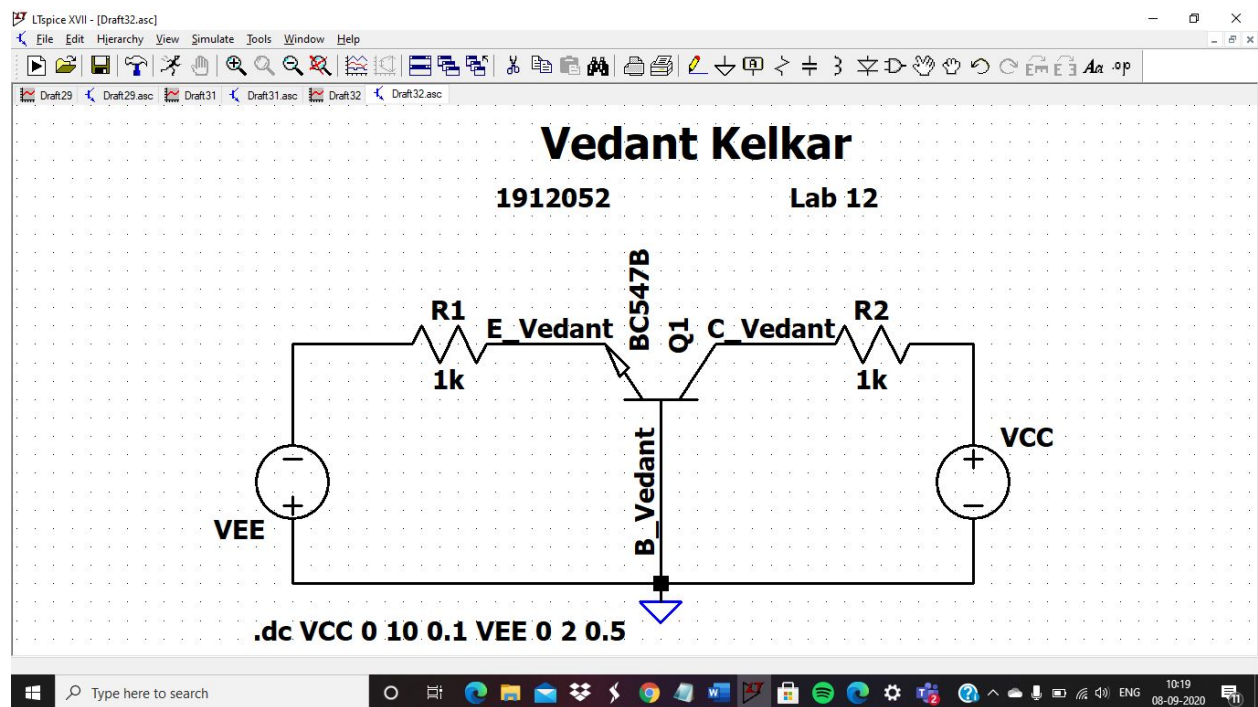 LTspice XVII - [Draft32.asc]
File Edit Hierarchy View Simulate Tools Window Help
Draft29 Draft29.asc Draft31 Draft31.asc Draft32 Draft32.asc
Vedant Kelkar
1912052 Lab 12
BC547B
Q1
R1
E_Vedant
C_Vedant
R2
1k
1k
B_Vedant
VCC
VEE
.dc VCC 0 10 0.1 VEE 0 2 0.5
Type here to search
ENG
10:19
08-09-2020